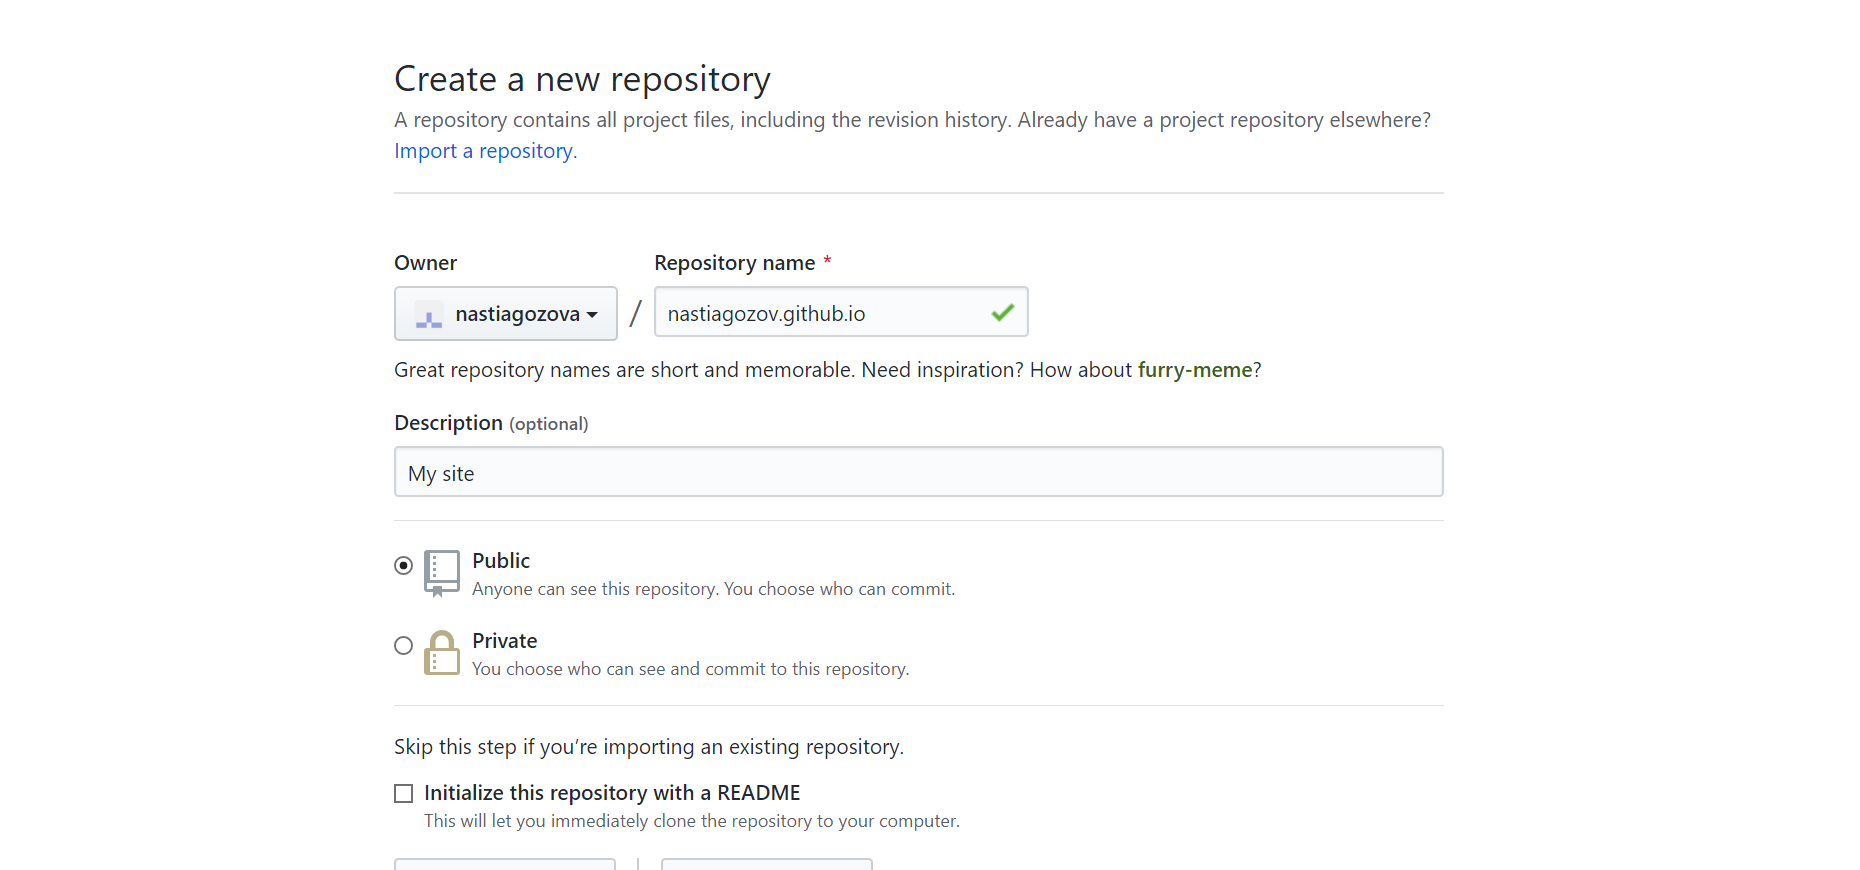 Create a new repository
A repository contains all project files, including the revision history. Already have a project repository elsewhere?
Import a repository.
Owner
Repository name *
nastiagozova
/
nastiagozov.github.io
Great repository names are short and memorable. Need inspiration? How about furry-meme?
Description (optional)
My site
Public
Anyone can see this repository. You choose who can commit.
Private
You choose who can see and commit to this repository.
Skip this step if you’re importing an existing repository.
Initialize this repository with a README
This will let you immediately clone the repository to your computer.